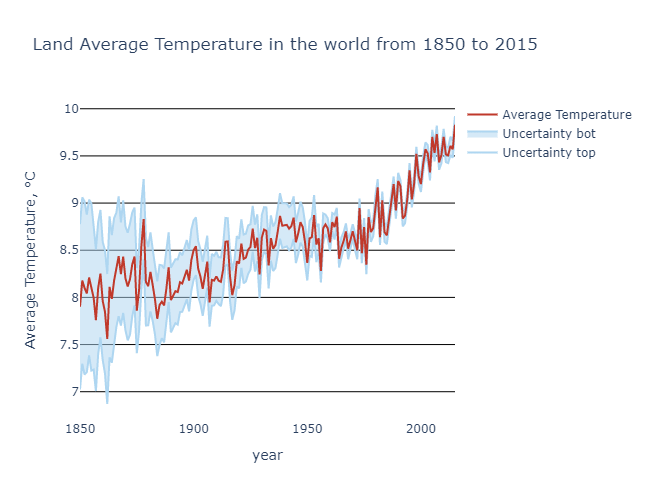 Land Average Temperature in the world from 1850 to 2015
10
9.5
9
8.5
8
7.5
7
Average Temperature, °C
1850 1900 1950 2000
year
Average Temperature
Uncertainty bot
Uncertainty top